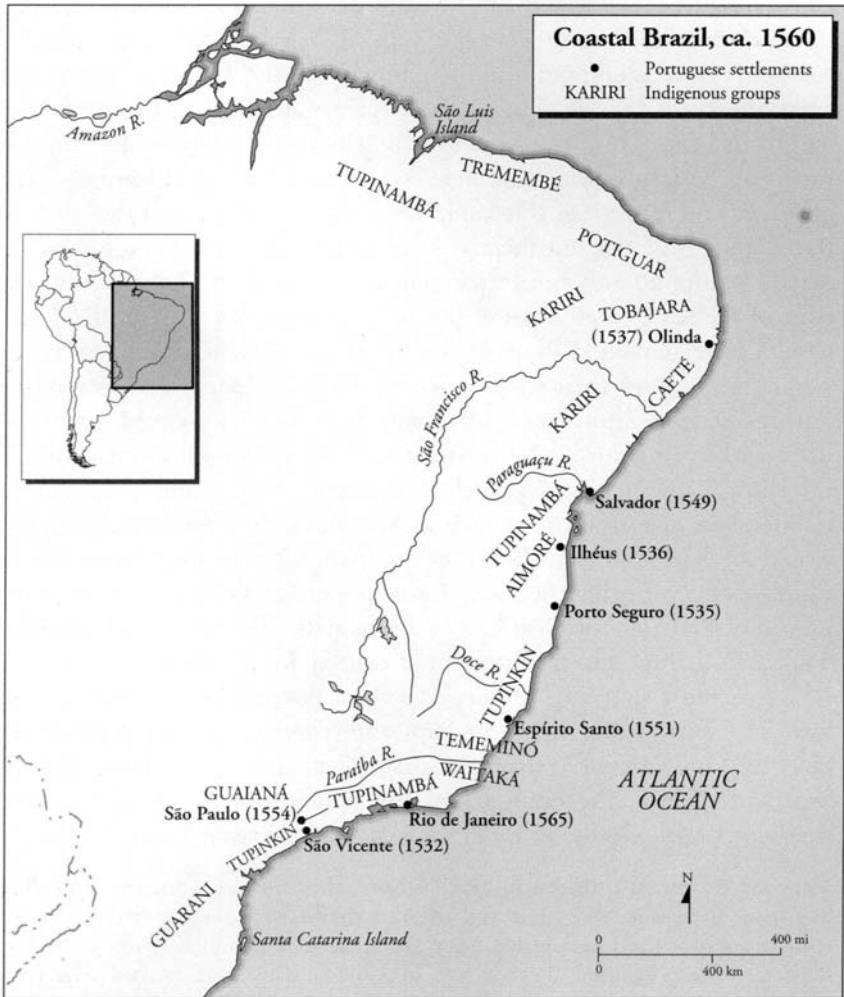 Coastal Brazil, ca. 1560
• Portuguese settlements
KARIRI Indigenous groups
Amazon R.
São Luis
Island
TREMEMBÉ
TUPINAMBÁ
POTIGUAR
KARIRI
TOBAJARA
(1537) Olinda
CAETÉ
São Francisco R.
KARIRI
Paraguaçu R.
TUPINAMBÁ
Salvador (1549)
AIMORÉ
Ilhéus (1536)
Porto Seguro (1535)
Doce R.
TUPINKIN
Espírito Santo (1551)
TEMEMINÓ
Paraiba R.
WAITAKÁ
ATLANTIC
OCEAN
GUAIANÁ
TUPINAMBÁ
São Paulo (1554)
Rio de Janeiro (1565)
TUPINKIN
São Vicente (1532)
GUARANI
Santa Catarina Island
N
0 400 mi
0 400 km